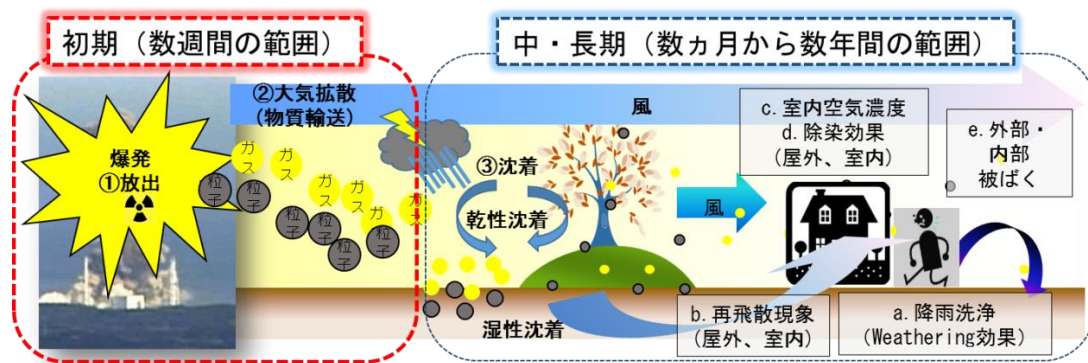 初期（数週間の範囲）
中・長期（数ヵ月から数年間の範囲）
爆発
①放出
②大気拡散
(物質輸送)
ガス
ガス
ガス
ガス
ガス
ガス
粒子
粒子
粒子
粒子
粒子
粒子
③沈着
乾性沈着
湿性沈着
風
風
c. 室内空気濃度
d. 除染効果
(屋外、室内)
e. 外部・
内部
被ばく
b. 再飛散現象
(屋外、室内)
a. 降雨洗浄
(Weathering効果)